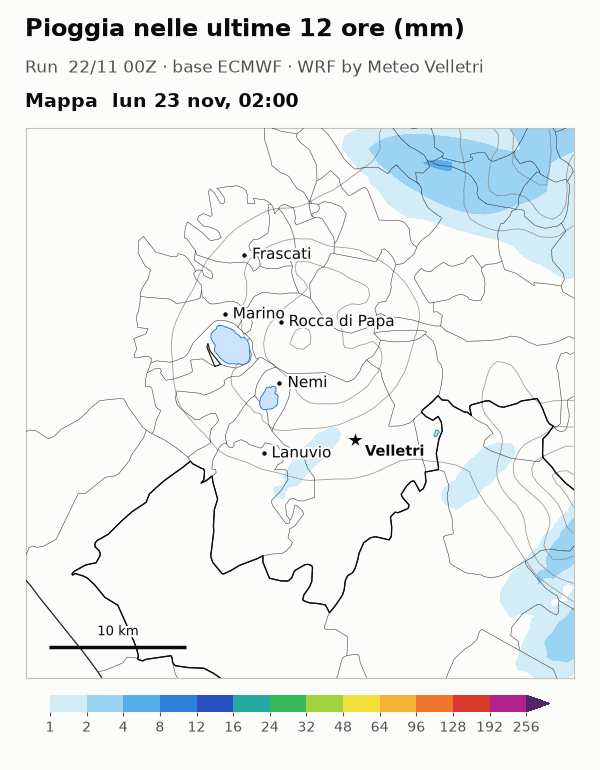 Pioggia nelle ultime 12 ore (mm)
Run  22/11 00Z · base ECMWF · WRF by Meteo Velletri
Mappa  lun 23 nov, 02:00
Frascati
Marino
Rocca di Papa
Nemi
Velletri
Lanuvio
10 km
1 2 4 8 12 16 24 32 48 64 96 128 192 256